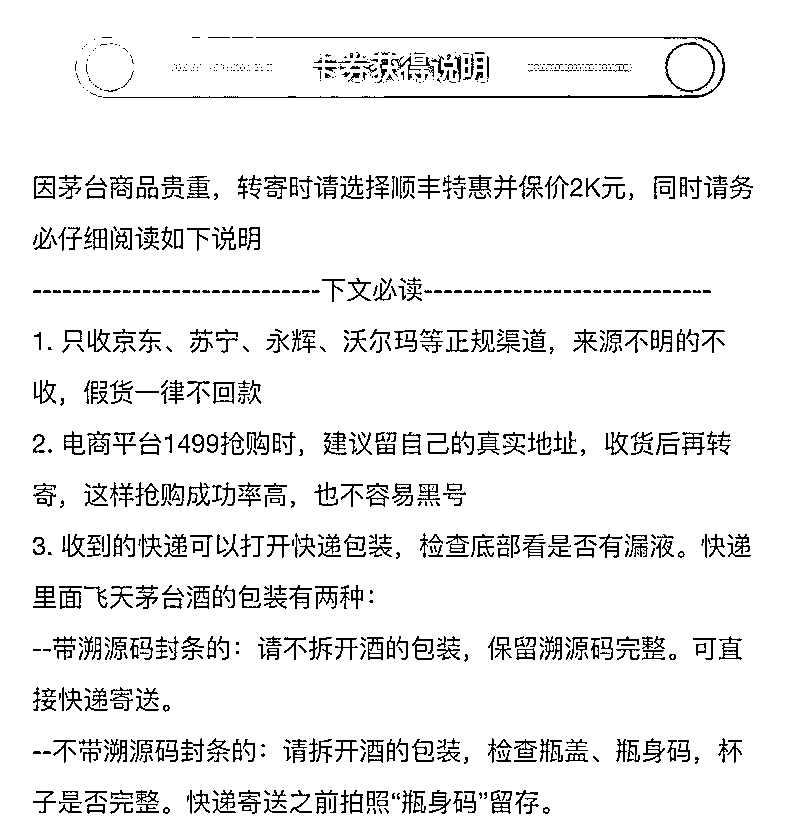 卡券获得说明
因茅台商品贵重，转寄时请选择顺丰特惠并保价2K元，同时请务
必仔细阅读如下说明
-----------------------------下文必读-----------------------------
1. 只收京东、苏宁、永辉、沃尔玛等正规渠道，来源不明的不
收，假货一律不回款
2. 电商平台1499抢购时，建议留自己的真实地址，收货后再转
寄，这样抢购成功率高，也不容易黑号
3. 收到的快递可以打开快递包装，检查底部看是否有漏液。快递
里面飞天茅台酒的包装有两种：
--带溯源码封条的：请不拆开酒的包装，保留溯源码完整。可直
接快递寄送。
--不带溯源码封条的：请拆开酒的包装，检查瓶盖、瓶身码，杯
子是否完整。快递寄送之前拍照“瓶身码”留存。